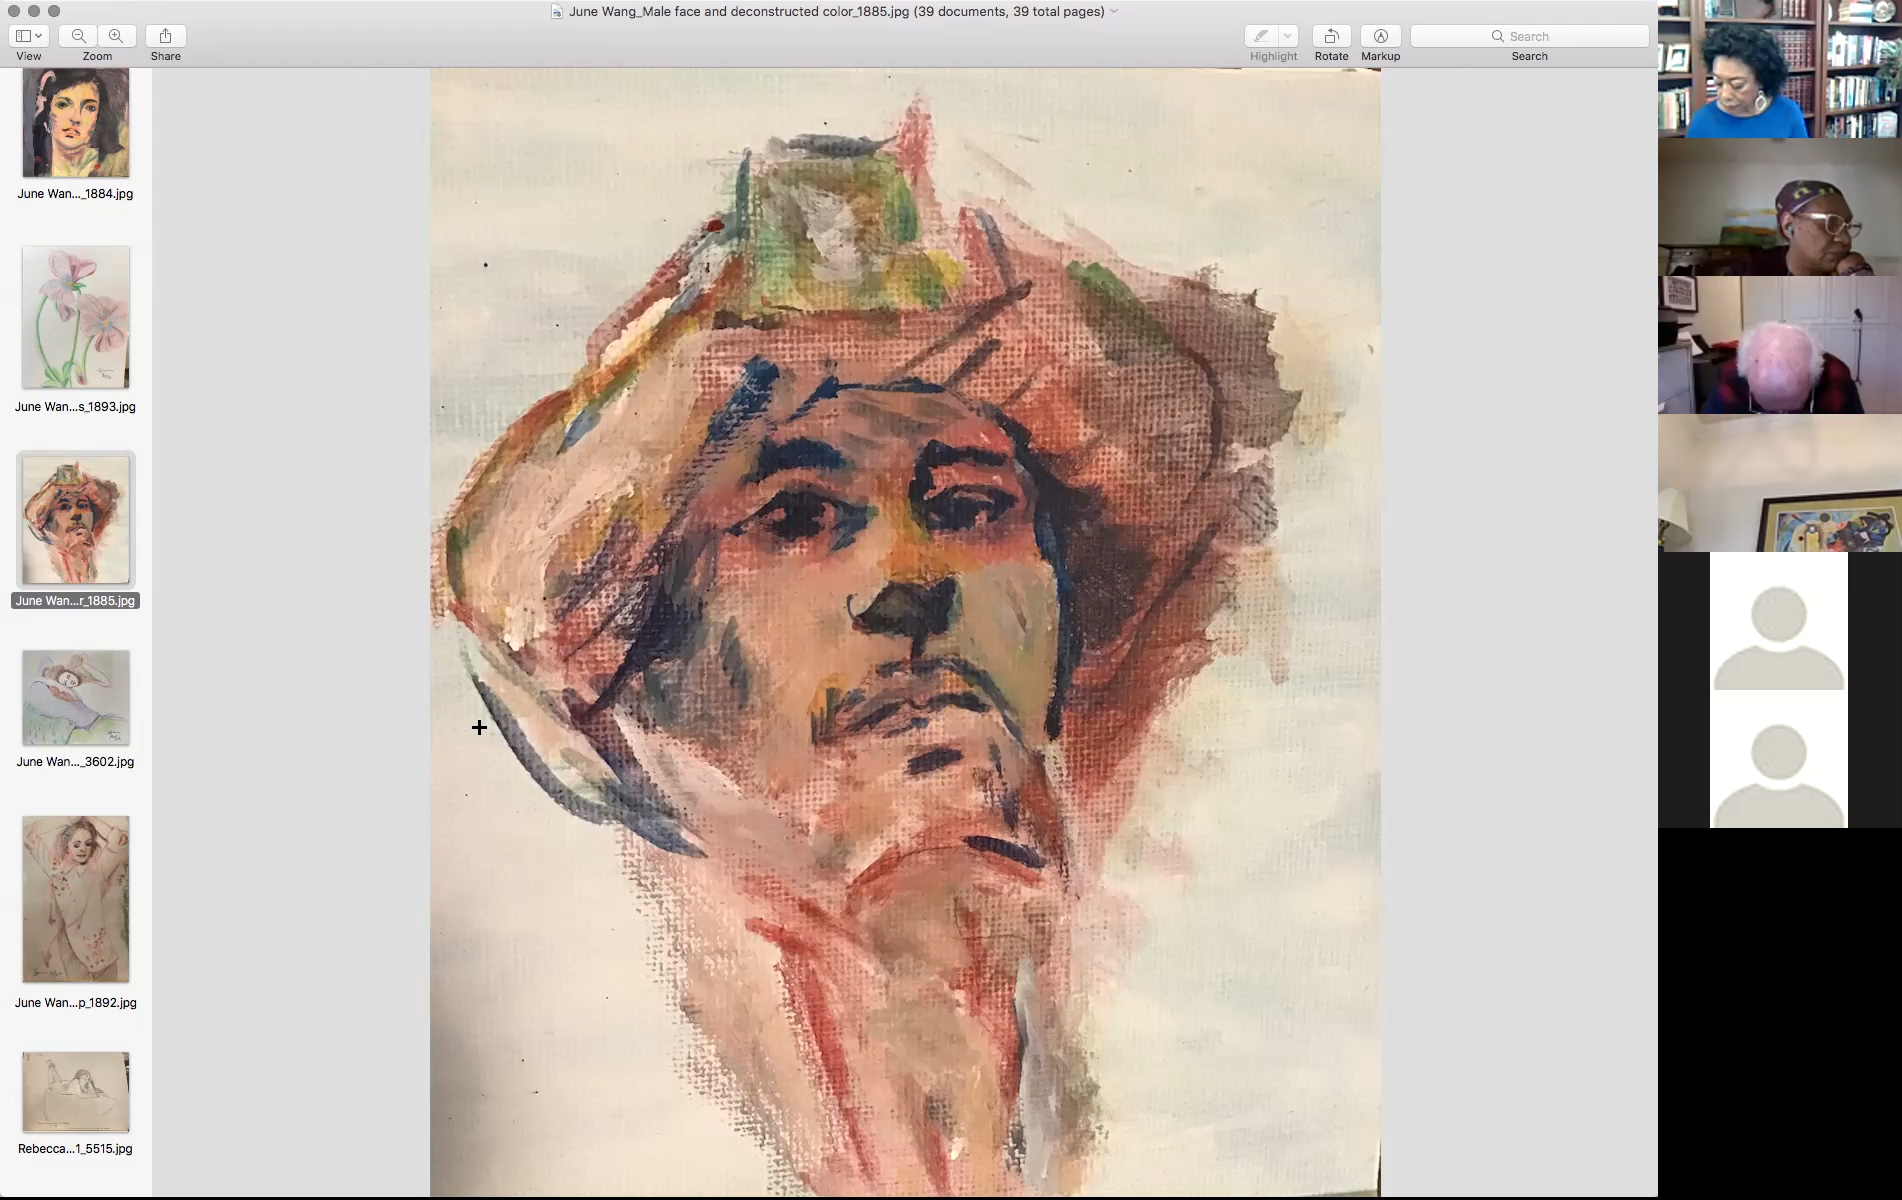 June Wang_Male face and deconstructed color_1885.jpg (39 documents, 39 total pages)
View
Zoom
Share
Highlight
Rotate
Markup
Search
Search
June Wan..._1884.jpg
June Wan...s_1893.jpg
June Wan...r_1885.jpg
June Wan..._3602.jpg
June Wan...p_1892.jpg
Rebecca...1_5515.jpg